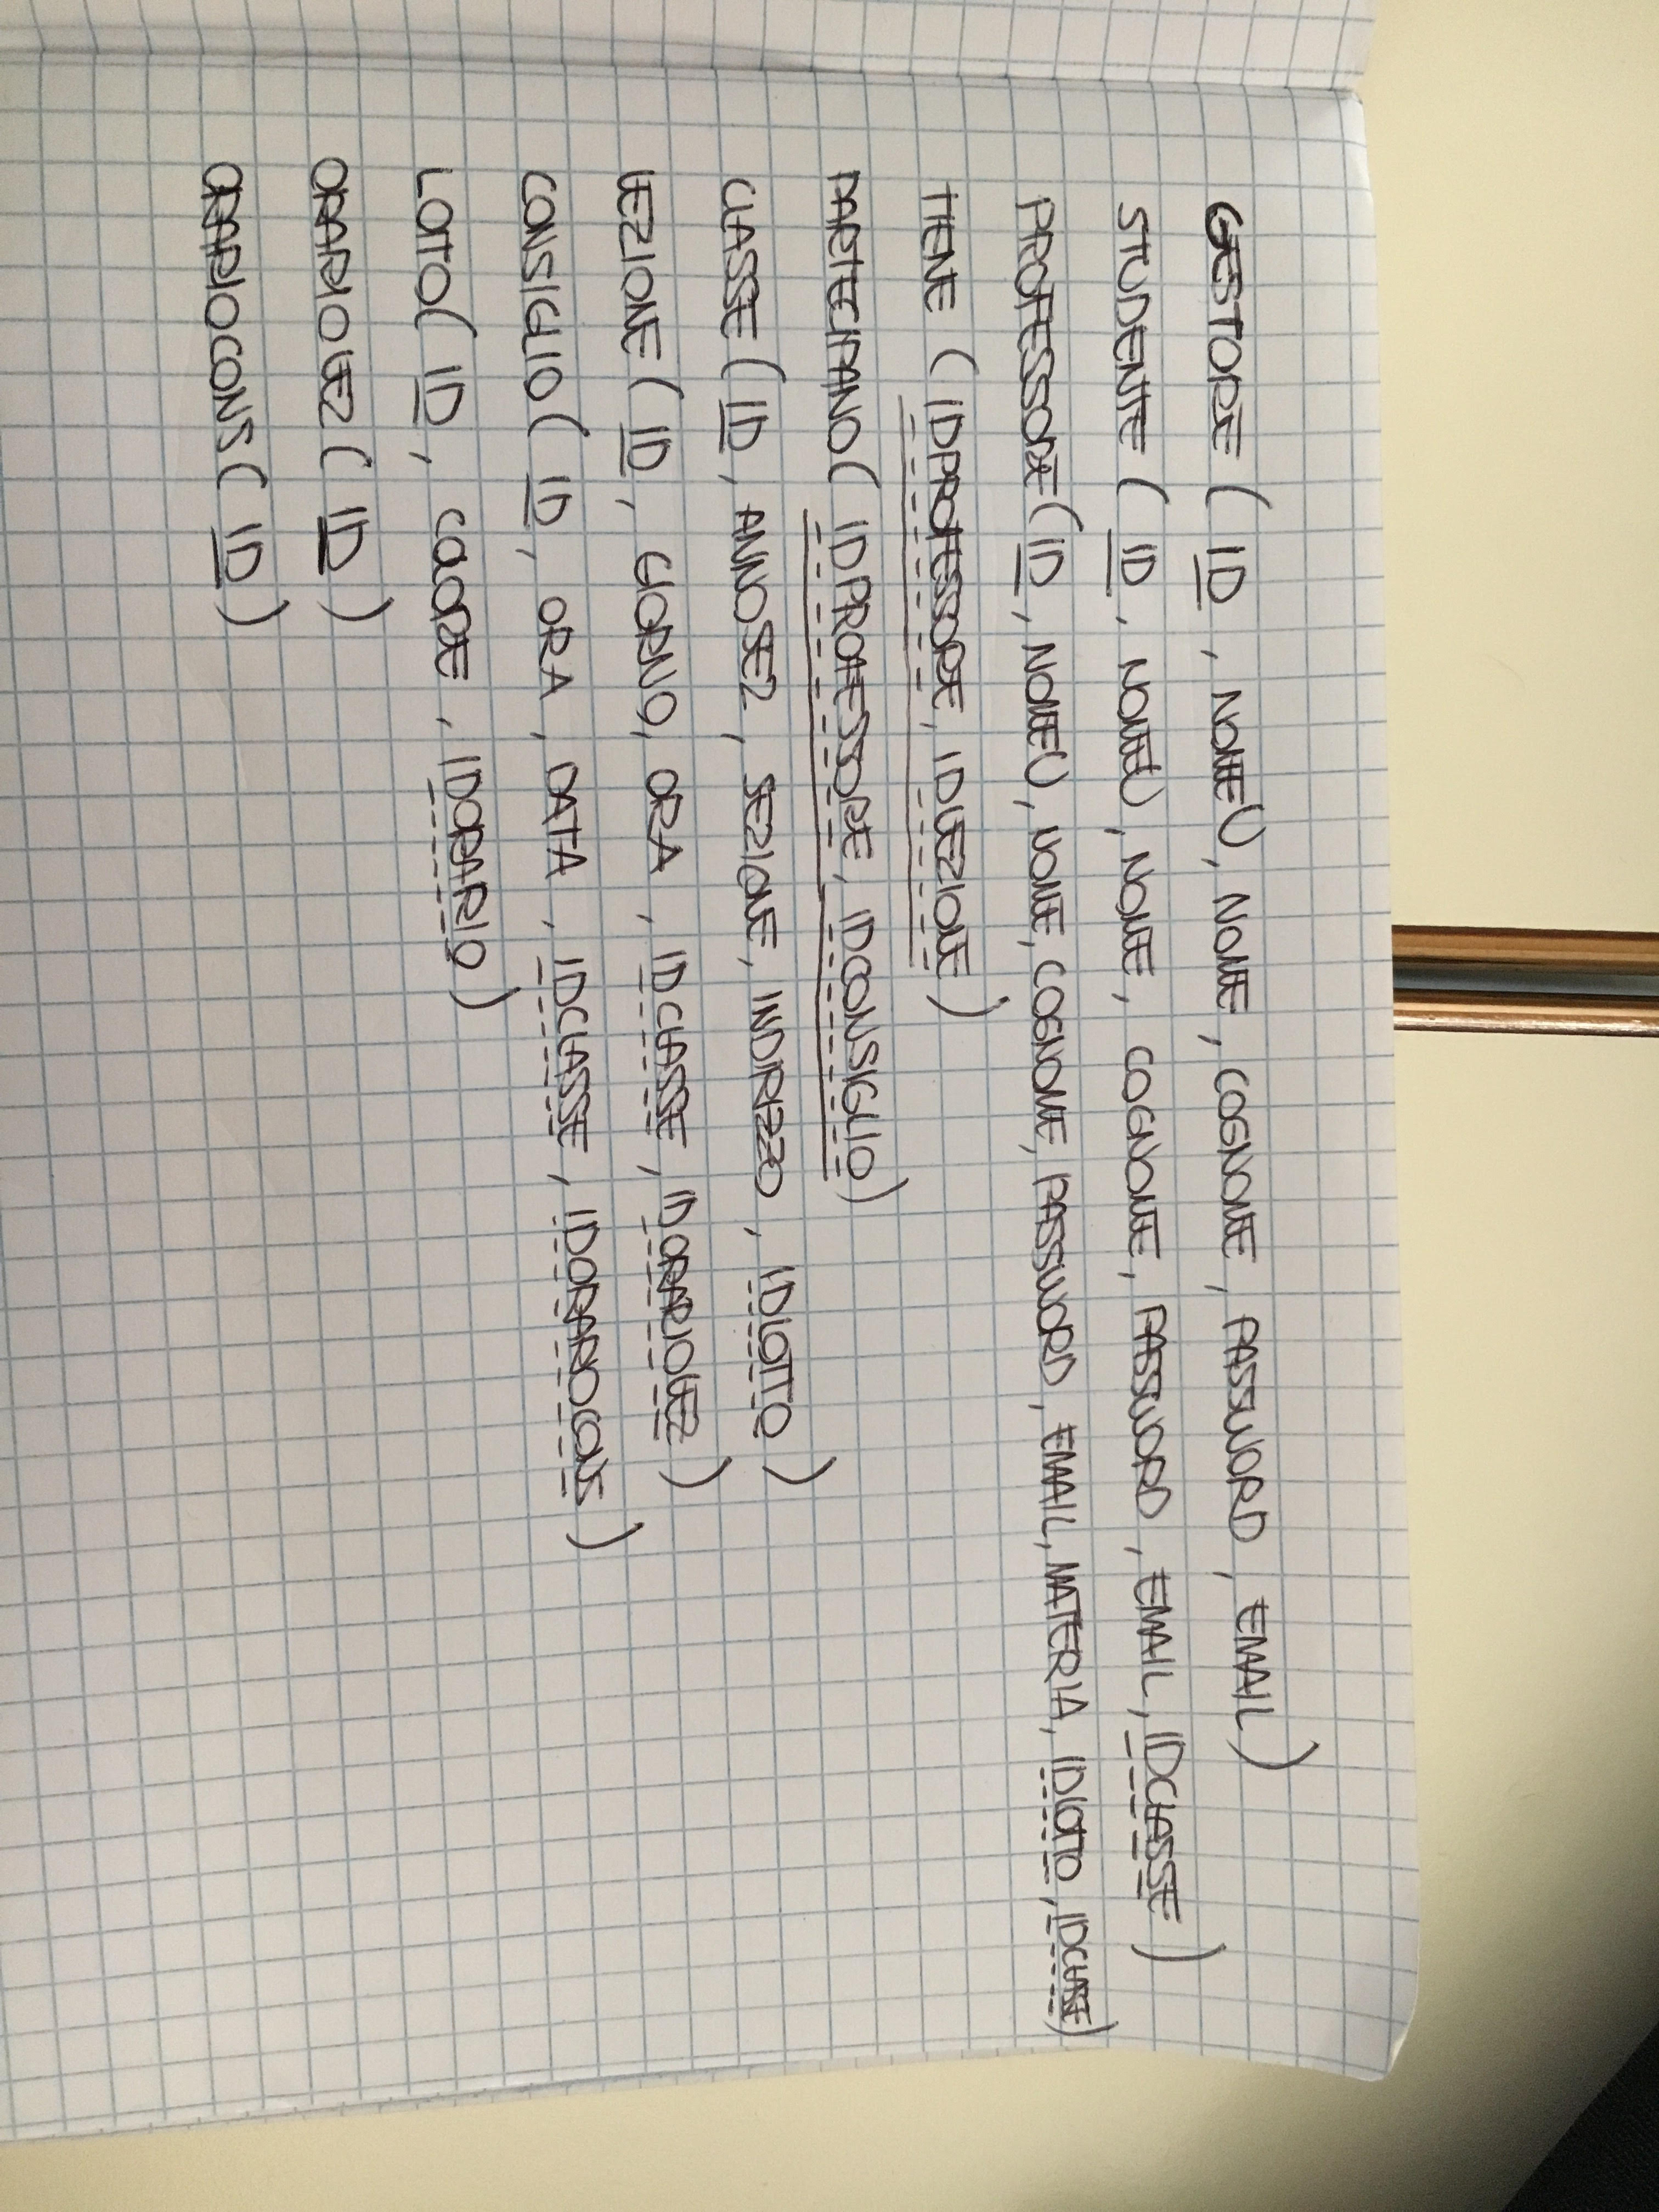 GESTORE ( ID , NOMEU , NOME , COGNOME , PASSWORD , EMAIL )
STUDENTE ( ID , NOMEU , NOME , COGNOME , PASSWORD , EMAIL , IDCLASSE )
PROFESSORE ( ID , NOMEU , NOME , COGNOME , PASSWORD , EMAIL , MATERIA , IDLOTTO , IDCLASSE )
TIENE ( IDPROFESSORE , IDLEZIONE )
PARTECIPANO ( IDPROFESSORE , IDCONSIGLIO )
CLASSE ( ID , ANNOSEZ , SEZIONE , INDIRIZZO , IDLOTTO )
LEZIONE ( ID , GIORNO , ORA , IDCLASSE , IDORARIOLEZ )
CONSIGLIO ( ID , ORA , DATA , IDCLASSE , IDORARIOCONS )
LOTTO ( ID , COLORE , IDORARIO )
ORARIOLEZ ( ID )
ORARIOCONS ( ID )